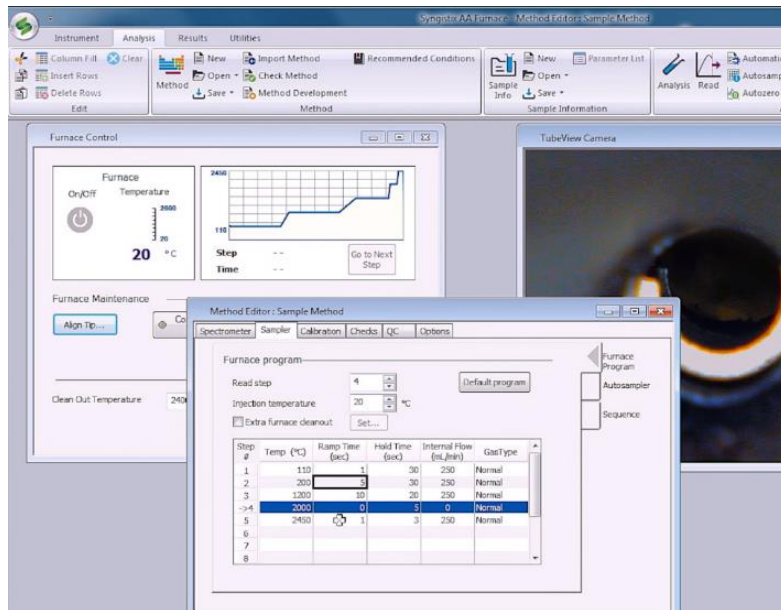 Syngistix AA Furnace - Method Editor: Sample Method
Instrument Analysis Results Utilities
Column Fill Clear
Insert Rows
Delete Rows
Edit
Method
New
Open
Save
Import Method
Check Method
Method Development
Recommended Conditions
Method
Sample Info
New
Open
Save
Parameter List
Sample Information
Analysis Read
Furnace Control
Furnace
On/Off Temperature
2600
20
20 °C
110
Step --
Time --
Go to Next Step
Furnace Maintenance
Align Tip...
Clean Out Temperature
TubeView Camera
Method Editor: Sample Method
Spectrometer Sampler Calibration Checks QC Options
Furnace program
Read step 4
Default program
Injection temperature 20 °C
Extra furnace cleanout Set...
Furnace Program
Autosampler
Sequence
Step # Temp (°C) Ramp Time (sec) Hold Time (sec) Internal Flow (mL/min) GasType
1 110 1 30 250 Normal
2 200 5 30 250 Normal
3 1200 10 20 250 Normal
->4 2000 0 5 0 Normal
5 2450 1 3 250 Normal
6
7
8